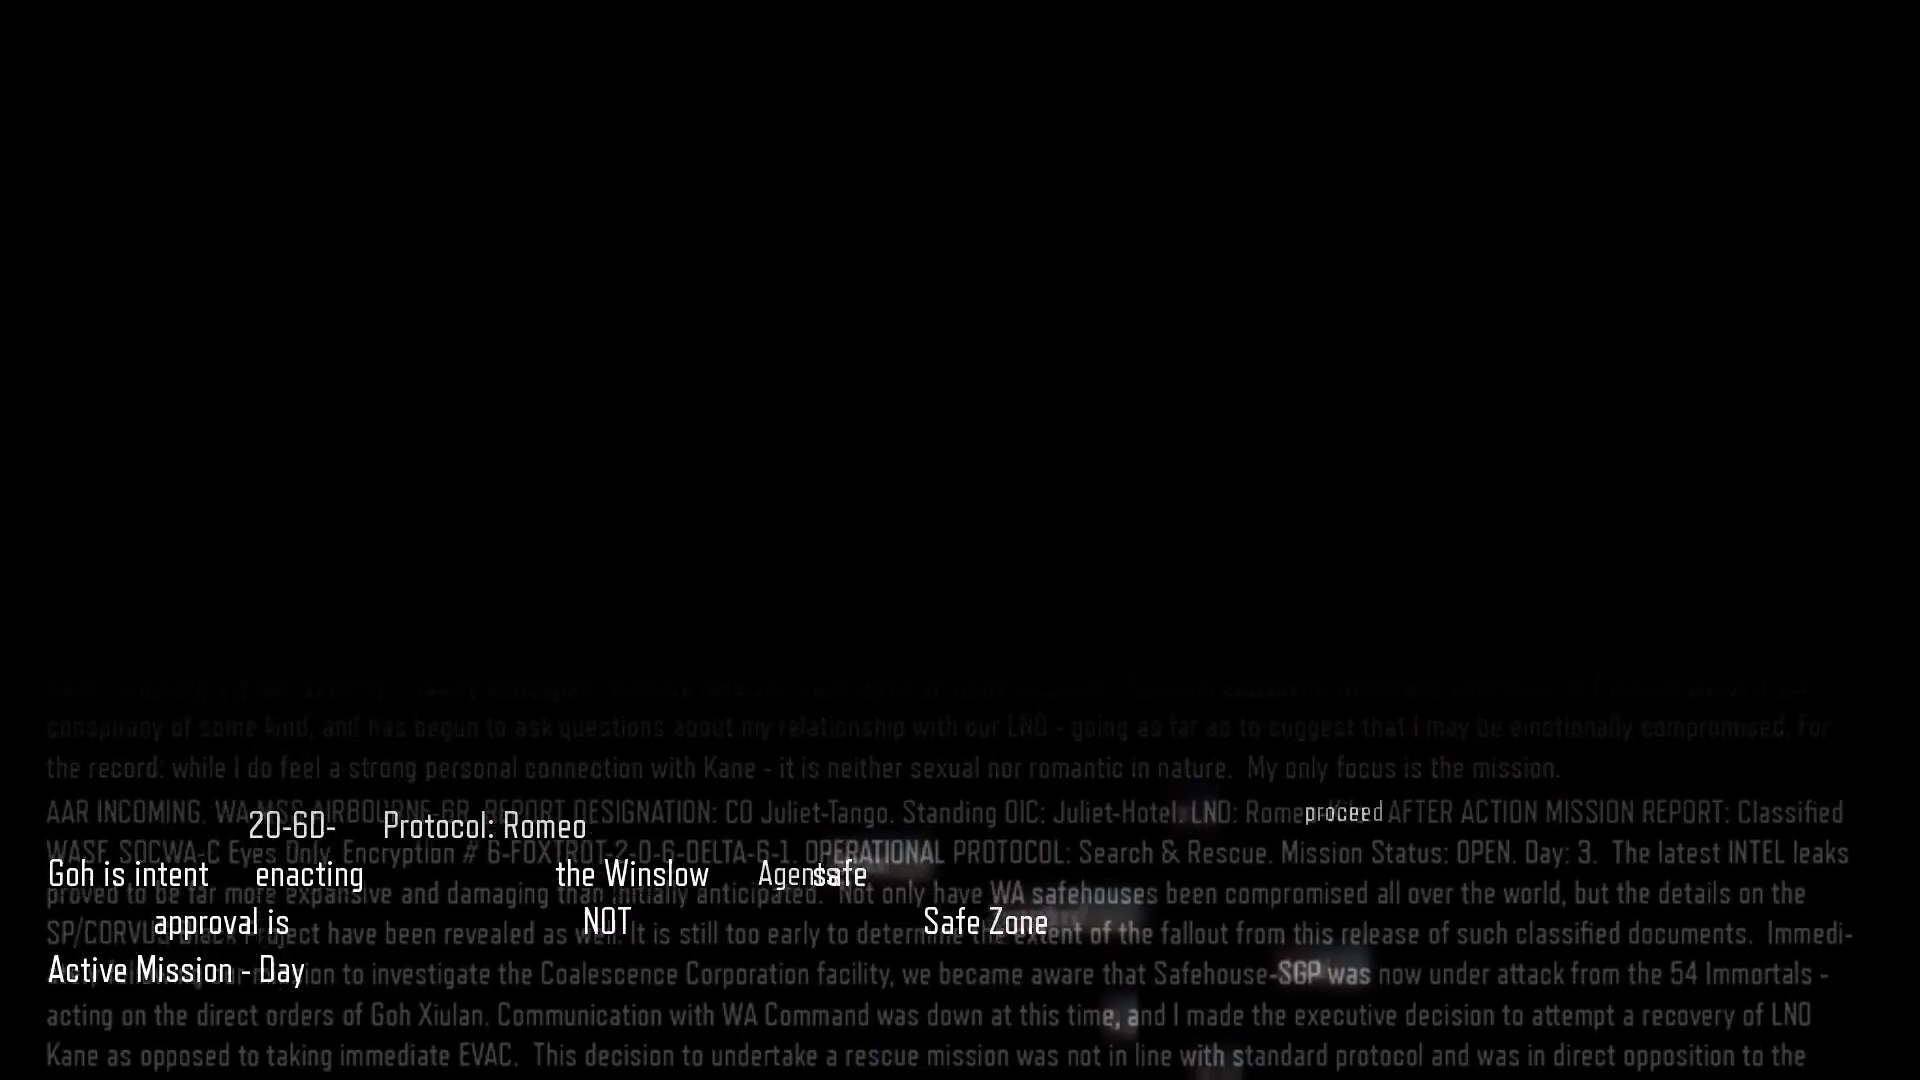 conspiracy of some kind, and has begun to ask questions about my relationship with our LNO - going as far as to suggest that I may be emotionally compromised. For
the record: while I do feel a strong personal connection with Kane - it is neither sexual nor romantic in nature.  My only focus is the mission.
AAR INCOMING. AIRBOURNE REPORT DESIGNATION: CO Juliet-Tango. Standing OIC: Juliet-Hotel. LNO: AFTER ACTION MISSION REPORT: Classified
proceed
20-6D- Protocol: Romeo
WASF SOCWA-C Eyes Only. Encryption # 6-FOXTROT-2-0-6-DELTA-6-1. OPERATIONAL PROTOCOL: Search & Rescue. Mission Status: OPEN. Day: 3.  The latest INTEL leaks
Goh is intent enacting the Winslow Agents safe
proved to be far more expansive and damaging than initially anticipated.  Not only have WA safehouses been compromised all over the world, but the details on the
approval is NOT Safe Zone
SP/CORVUS Project have been revealed as well. It is still too early to determine the extent of the fallout from this release of such classified documents.  Immedi-
Active Mission - Day
to investigate the Coalescence Corporation facility, we became aware that Safehouse-SGP was now under attack from the 54 Immortals -
acting on the direct orders of Goh Xiulan. Communication with WA Command was down at this time, and I made the executive decision to attempt a recovery of LNO
Kane as opposed to taking immediate EVAC.  This decision to undertake a rescue mission was not in line with standard protocol and was in direct opposition to the